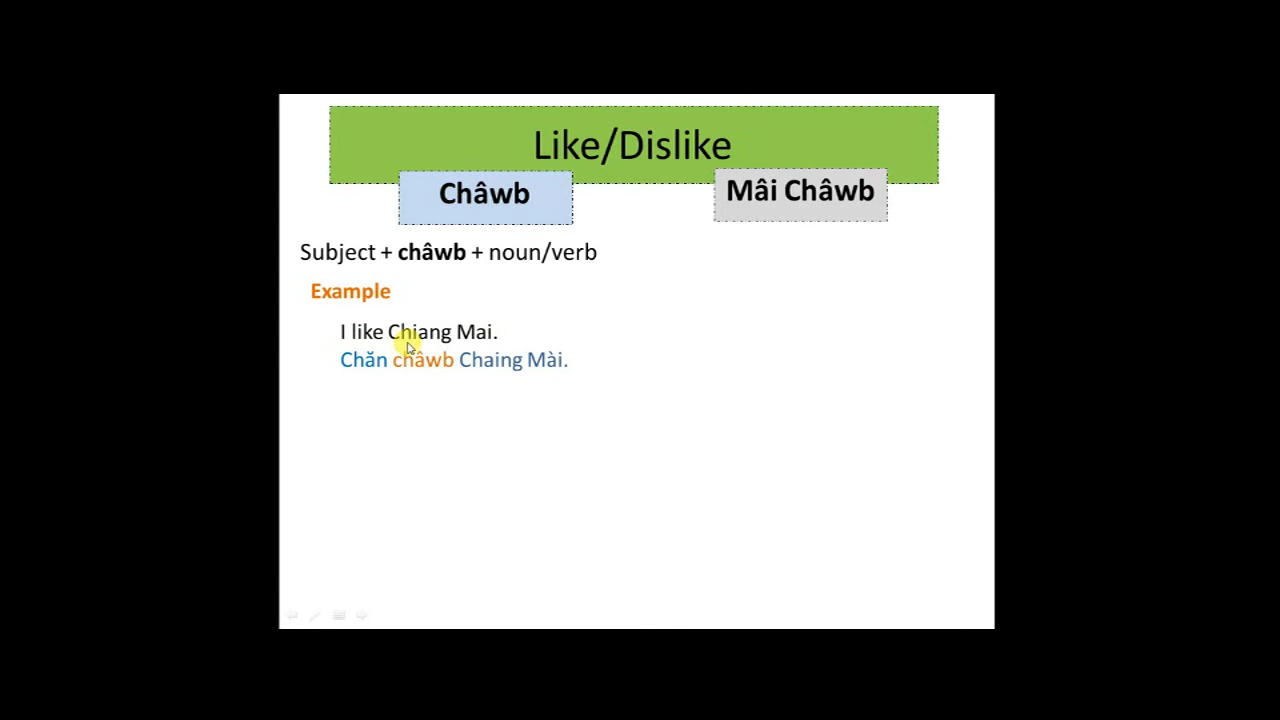 Like/Dislike
Châwb
Mâi Châwb
Subject + châwb + noun/verb
Example
I like Chiang Mai.
Chăn châwb Chaing Mài.